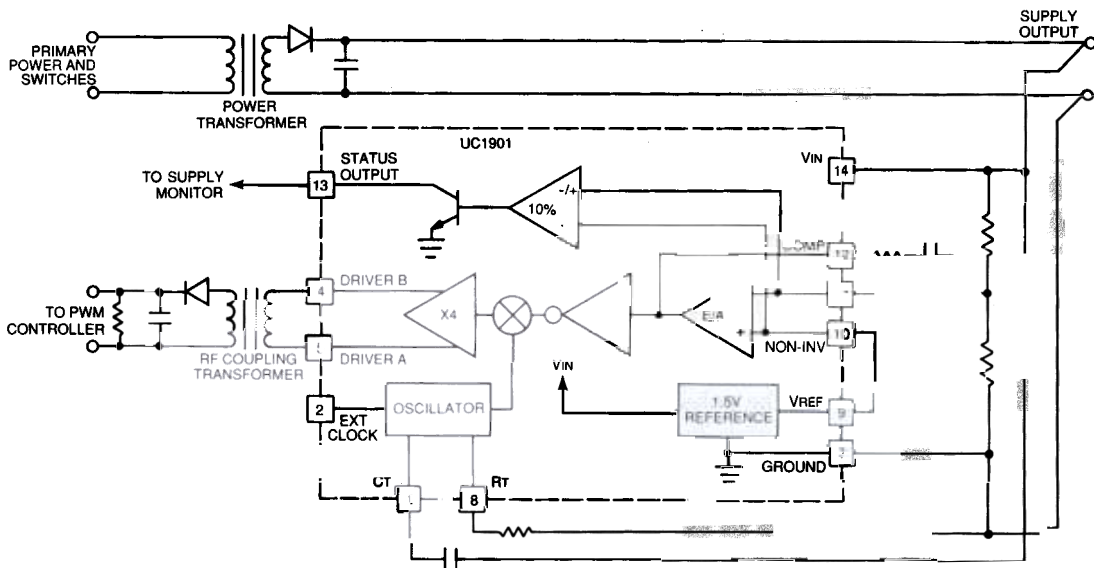 SUPPLY
OUTPUT
PRIMARY
POWER AND
SWITCHES
POWER
TRANSFORMER
UC1901
STATUS
OUTPUT
TO SUPPLY
MONITOR
13
10%
-/+
VIN
14
COMP
12
DRIVER B
4
X4
E/A
+
10
NON-INV
TO PWM
CONTROLLER
DRIVER A
RF COUPLING
TRANSFORMER
VIN
2
EXT
CLOCK
OSCILLATOR
1.5V
REFERENCE
VREF
9
GROUND
CT
RT
8